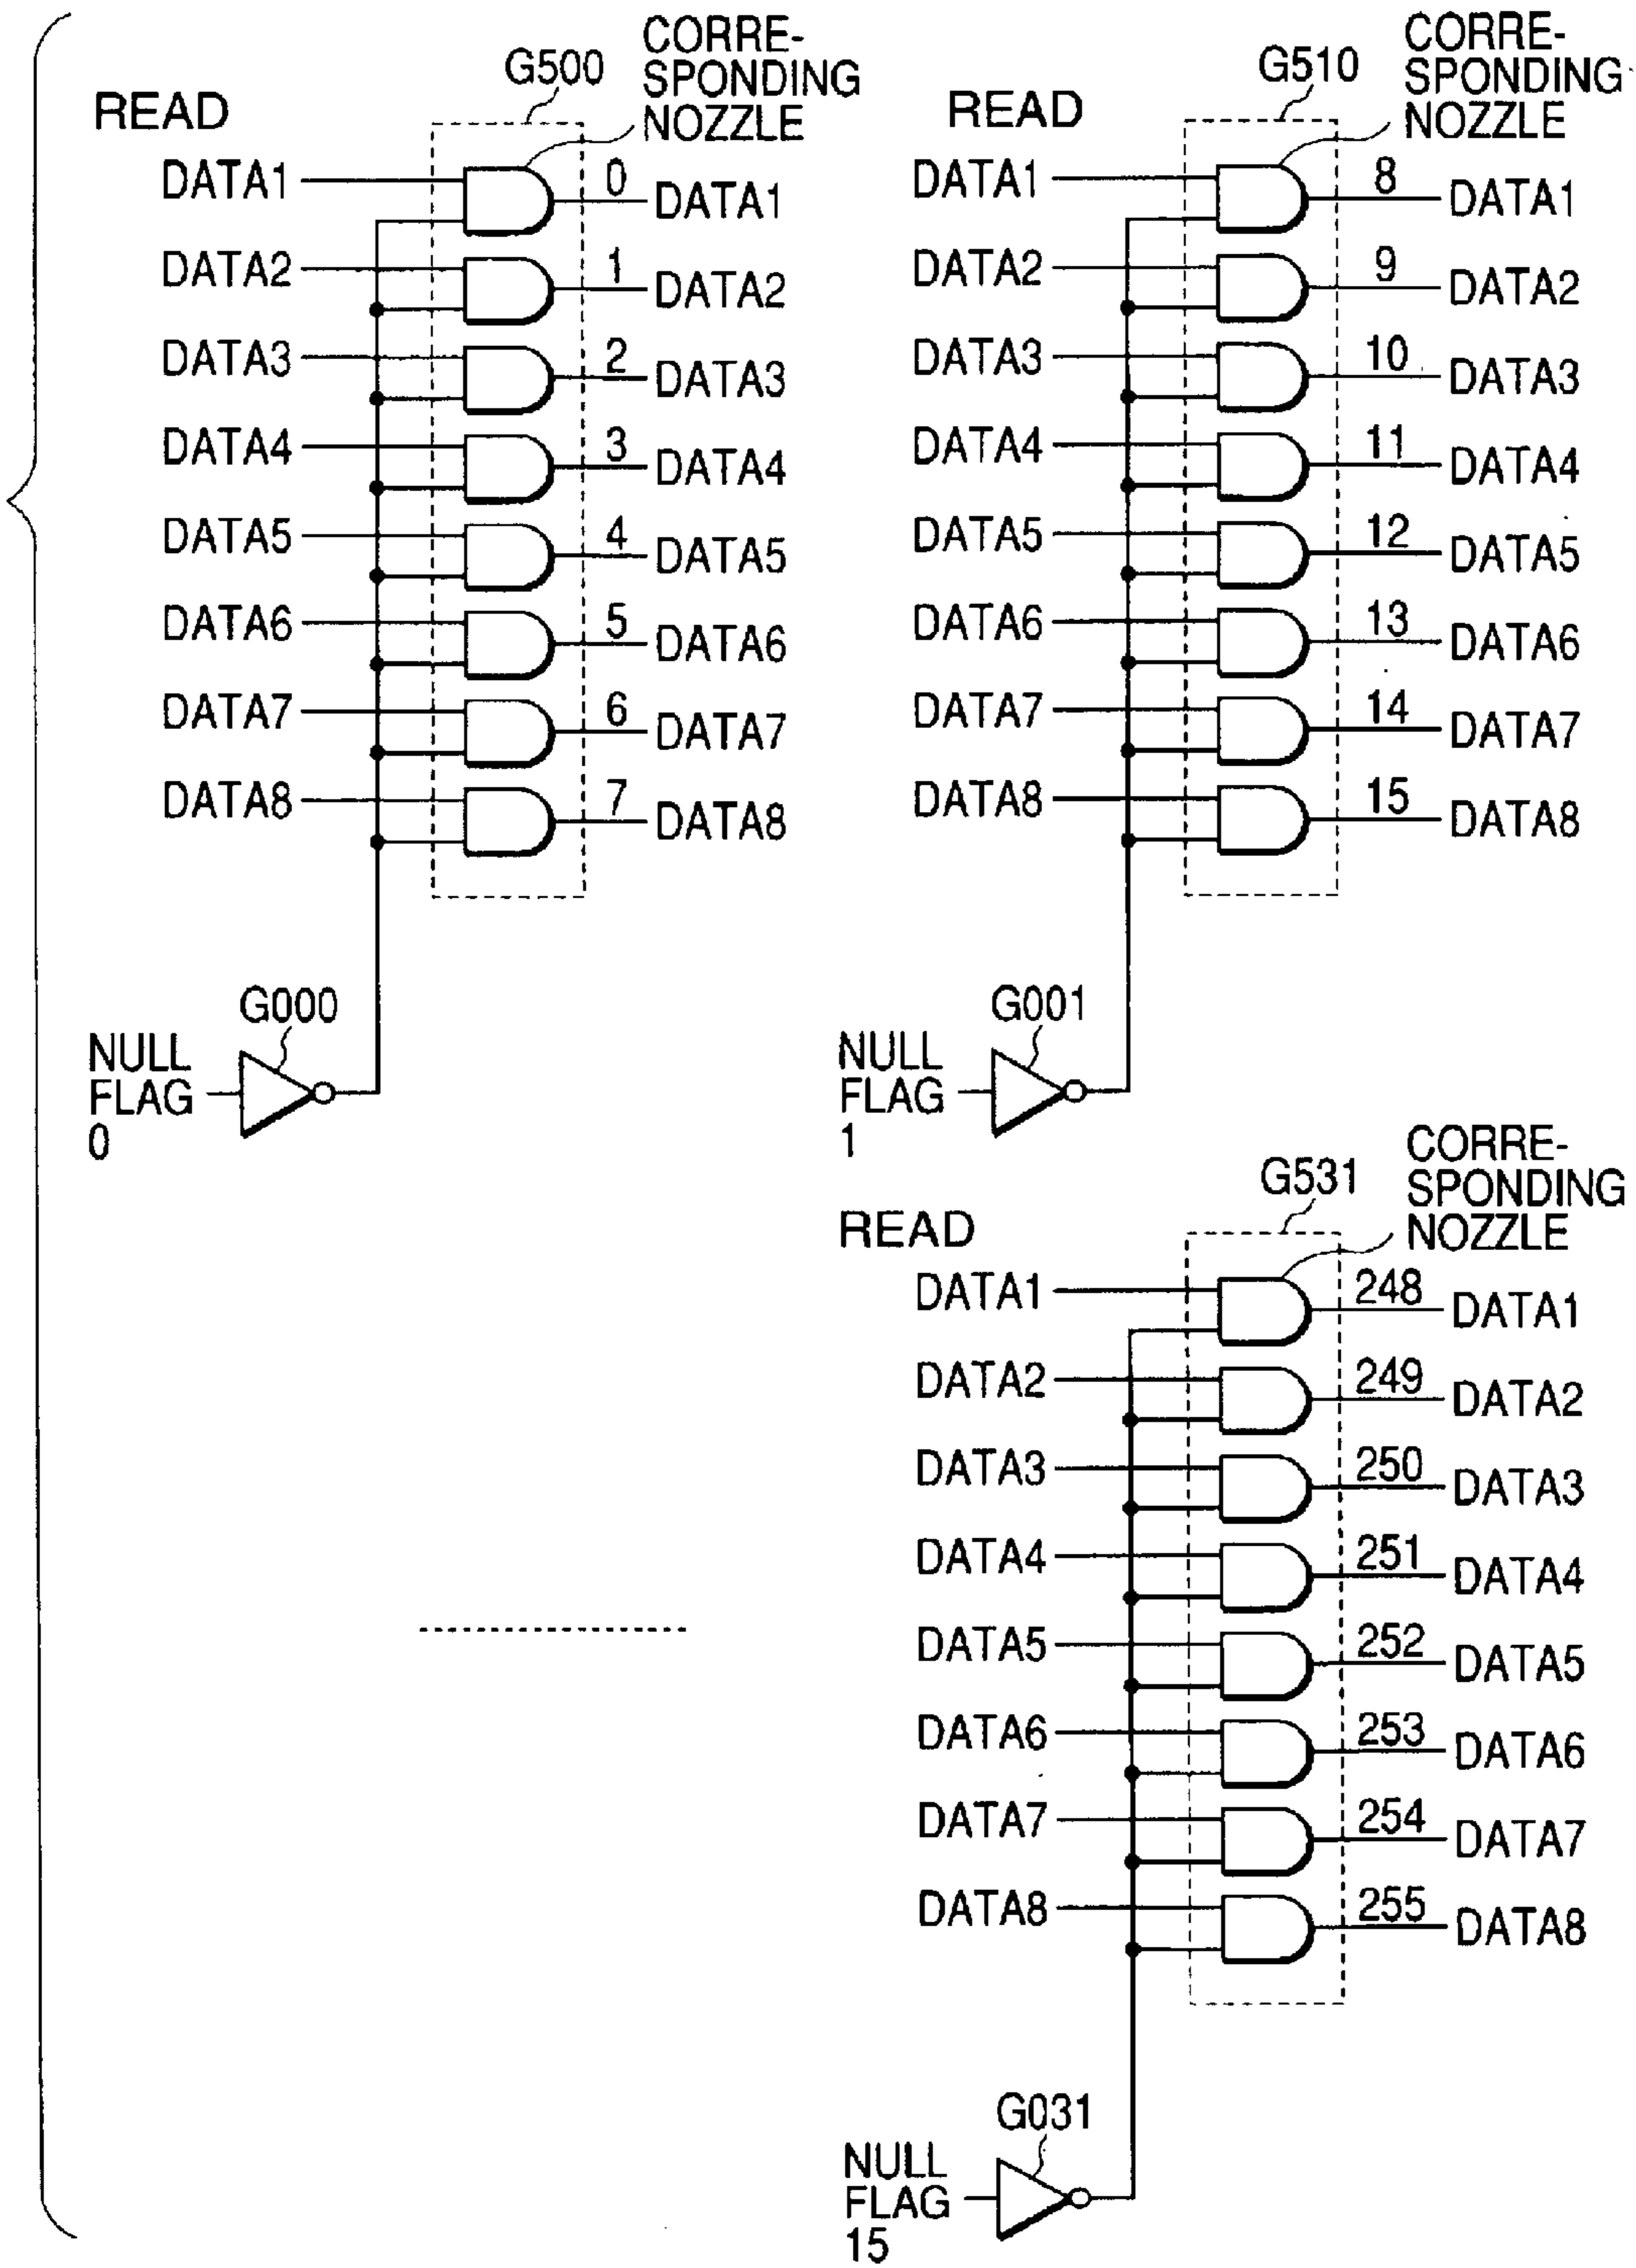 G500
CORRE-
SPONDING
NOZZLE
READ
DATA1 0 DATA1
DATA2 1 DATA2
DATA3 2 DATA3
DATA4 3 DATA4
DATA5 4 DATA5
DATA6 5 DATA6
DATA7 6 DATA7
DATA8 7 DATA8
G000
NULL
FLAG
0
G510
CORRE-
SPONDING
NOZZLE
READ
DATA1 8 DATA1
DATA2 9 DATA2
DATA3 10 DATA3
DATA4 11 DATA4
DATA5 12 DATA5
DATA6 13 DATA6
DATA7 14 DATA7
DATA8 15 DATA8
G001
NULL
FLAG
1
G531
CORRE-
SPONDING
NOZZLE
READ
DATA1 248 DATA1
DATA2 249 DATA2
DATA3 250 DATA3
DATA4 251 DATA4
DATA5 252 DATA5
DATA6 253 DATA6
DATA7 254 DATA7
DATA8 255 DATA8
G031
NULL
FLAG
15